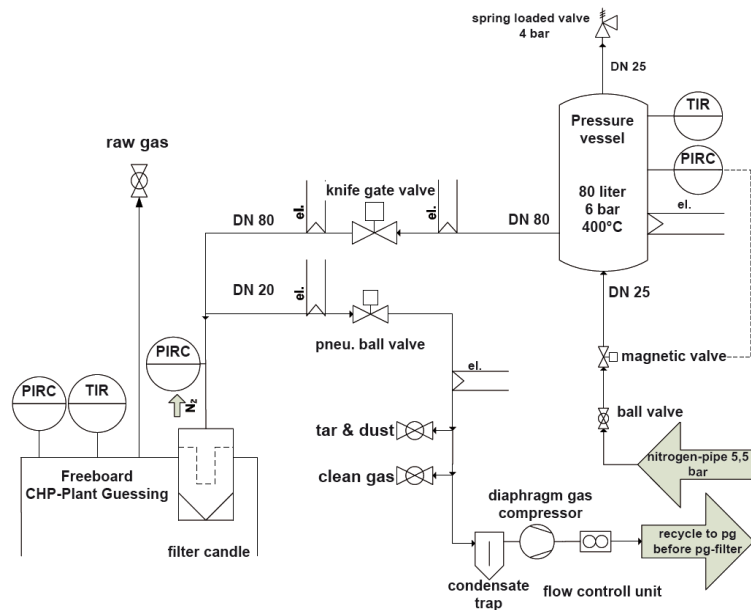 spring loaded valve
4 bar
DN 25
TIR
Pressure
vessel
PIRC
80 liter
6 bar
400°C
el.
raw gas
knife gate valve
el.
el.
DN 80
DN 80
DN 25
DN 20
el.
pneu. ball valve
magnetic valve
PIRC
N2
el.
PIRC
TIR
ball valve
tar & dust
clean gas
nitrogen-pipe 5,5
bar
Freeboard
CHP-Plant Guessing
diaphragm gas
compressor
recycle to pg
before pg-filter
filter candle
condensate
trap
flow controll unit